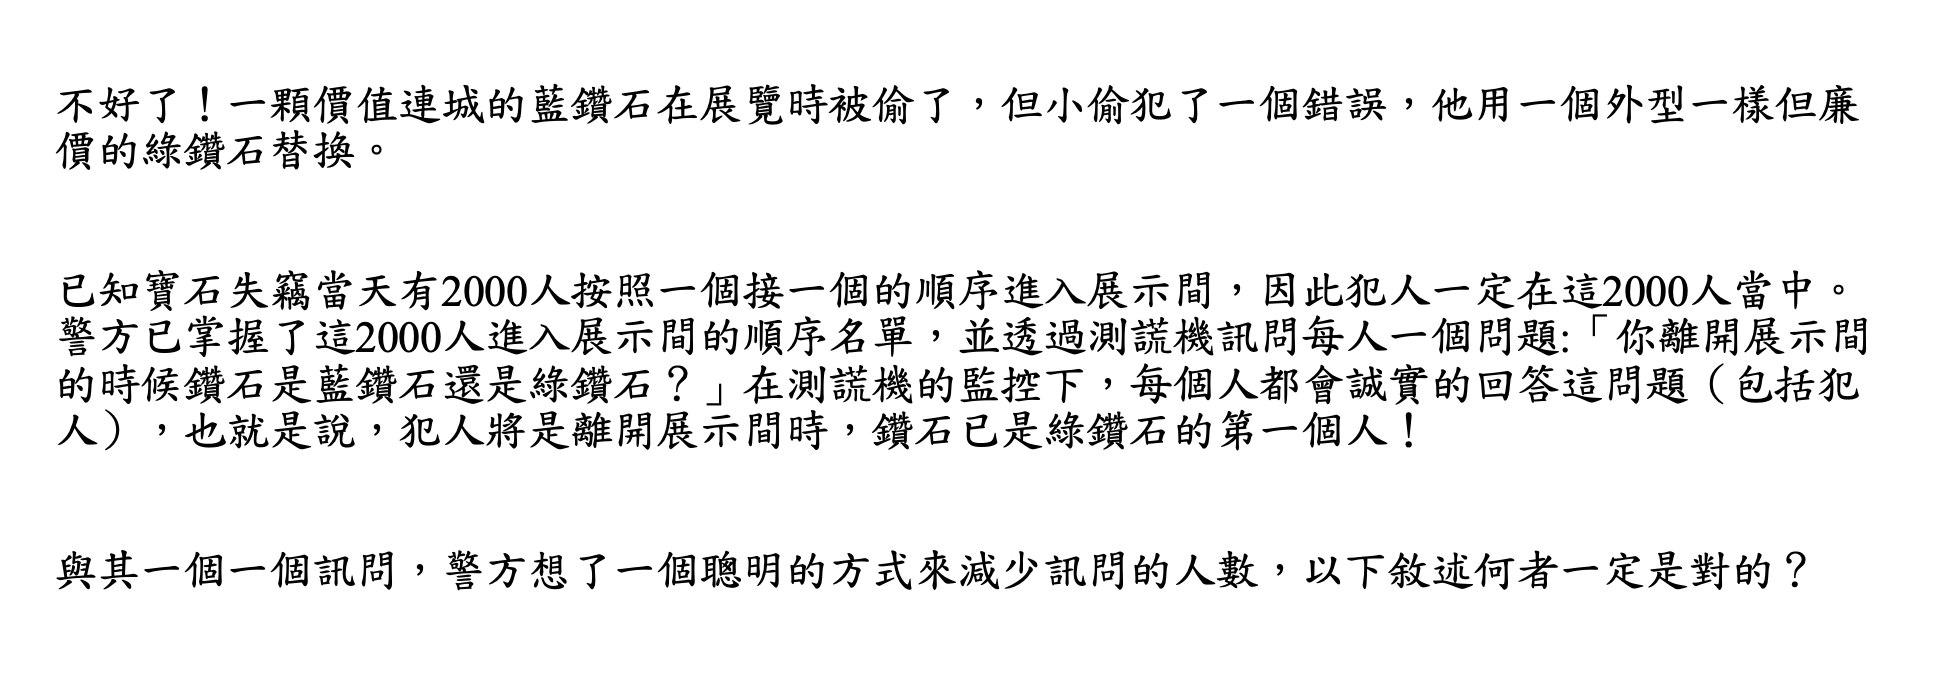 不好了！一顆價值連城的藍鑽石在展覽時被偷了，但小偷犯了一個錯誤，他用一個外型一樣但廉
價的綠鑽石替換。
已知寶石失竊當天有2000人按照一個接一個的順序進入展示間，因此犯人一定在這2000人當中。
警方已掌握了這2000人進入展示間的順序名單，並透過測謊機訊問每人一個問題:「你離開展示間
的時候鑽石是藍鑽石還是綠鑽石？」在測謊機的監控下，每個人都會誠實的回答這問題（包括犯
人），也就是說，犯人將是離開展示間時，鑽石已是綠鑽石的第一個人！
與其一個一個訊問，警方想了一個聰明的方式來減少訊問的人數，以下敘述何者一定是對的？